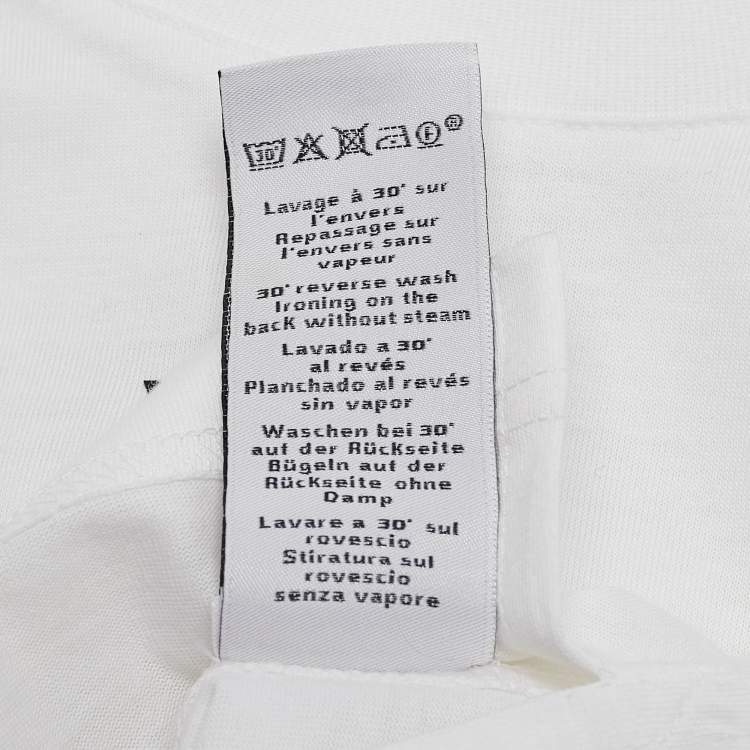 30° F ®
Lavage à 30° sur
l'envers
Repassage sur
l'envers sans
vapeur
30° reverse wash
Ironing on the
back without steam
Lavado a 30°
al revés
Planchado al revés
sin vapor
Waschen bei 30°
auf der Rückseite
Bügeln auf der
Rückseite ohne
Damp
Lavare a 30° sul
rovescio
Stiratura sul
rovescio
senza vapore